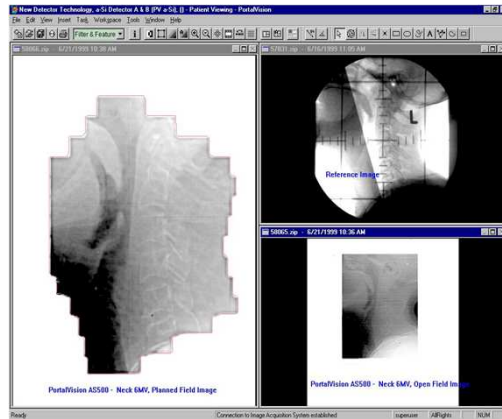 New Detector Technology, a-Si Detector A & B (PV a-Si), () - Patient Viewing - PortalVision
File Edit View Insert Task Workspace Tools Window Help
Filter & Feature
58066.zip - 6/21/1999 10:38 AM
57831.zip - 6/16/1999 11:05 AM
L
Reference Image
58065.zip - 6/21/1999 10:36 AM
PortalVision AS500 - Neck 6MV, Open Field Image
PortalVision AS500 - Neck 6MV, Planned Field Image
Ready
Connection to Image Acquisition System established
superuser
AllRights
NUM